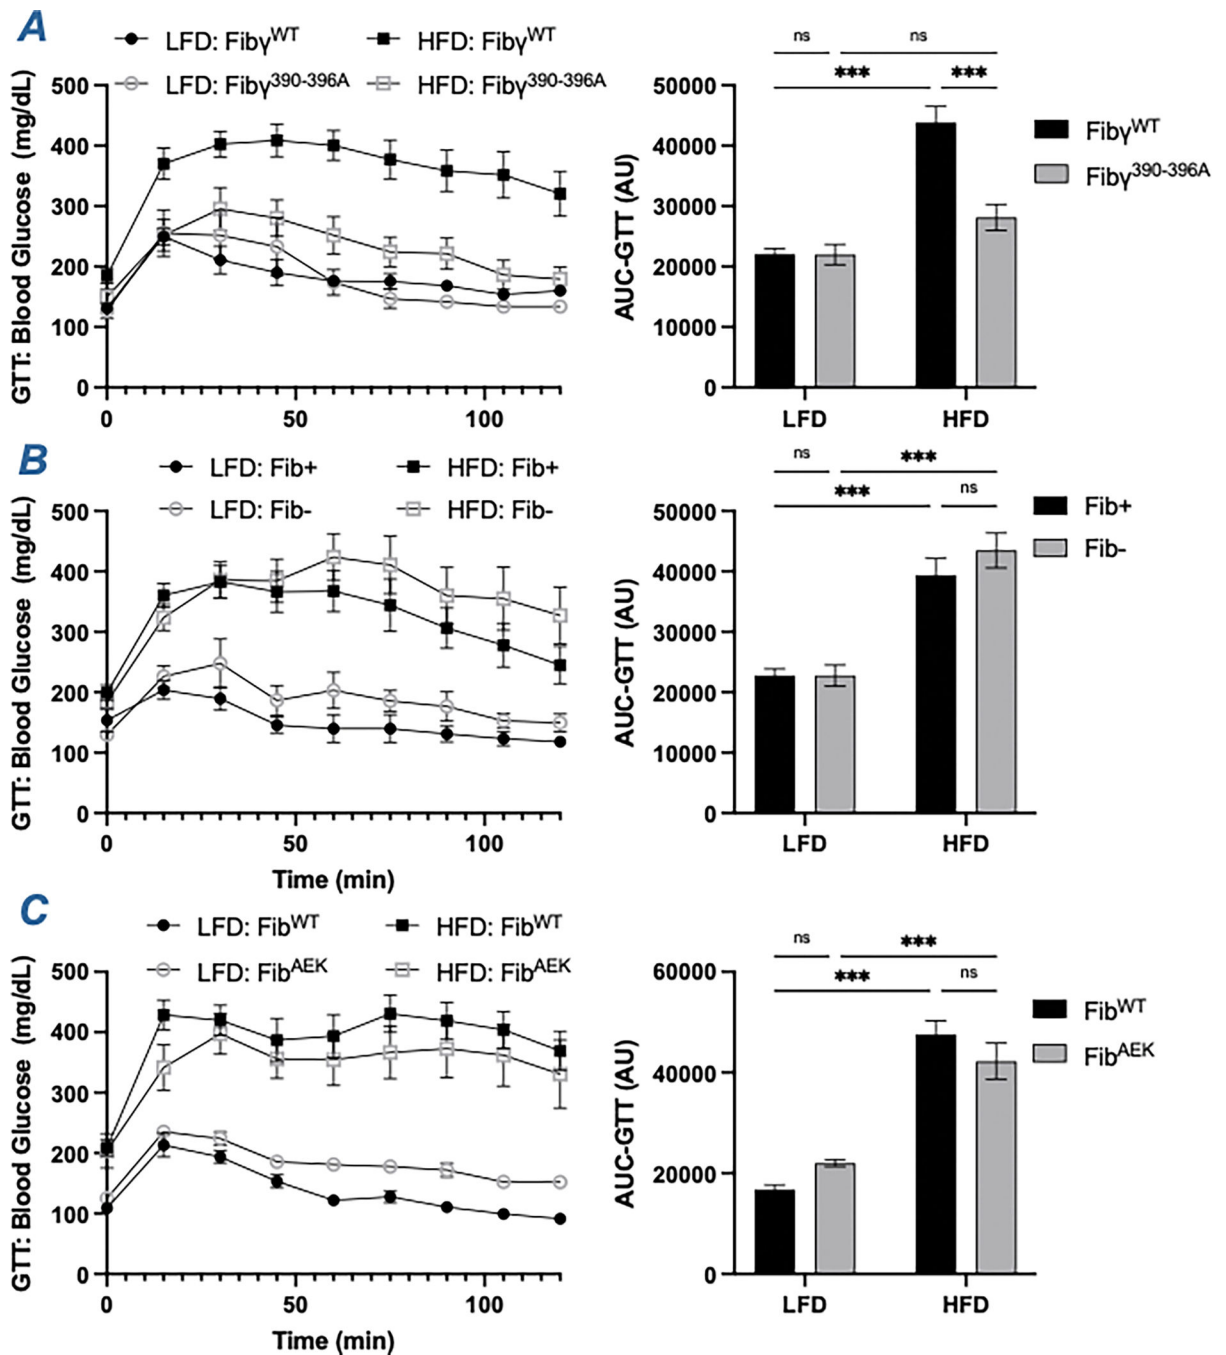 A
LFD: Fibγ^WT
HFD: Fibγ^WT
LFD: Fibγ^390-396A
HFD: Fibγ^390-396A
GTT: Blood Glucose (mg/dL)
500
400
300
200
100
0
0
50
100
ns
ns
***
***
AUC-GTT (AU)
50000
40000
30000
20000
10000
0
LFD
HFD
Fibγ^WT
Fibγ^390-396A
B
LFD: Fib+
HFD: Fib+
LFD: Fib-
HFD: Fib-
GTT: Blood Glucose (mg/dL)
500
400
300
200
100
0
0
50
100
Time (min)
ns
***
***
ns
AUC-GTT (AU)
50000
40000
30000
20000
10000
0
LFD
HFD
Fib+
Fib-
C
LFD: Fib^WT
HFD: Fib^WT
LFD: Fib^AEK
HFD: Fib^AEK
GTT: Blood Glucose (mg/dL)
500
400
300
200
100
0
0
50
100
Time (min)
ns
***
***
ns
AUC-GTT (AU)
60000
40000
20000
0
LFD
HFD
Fib^WT
Fib^AEK